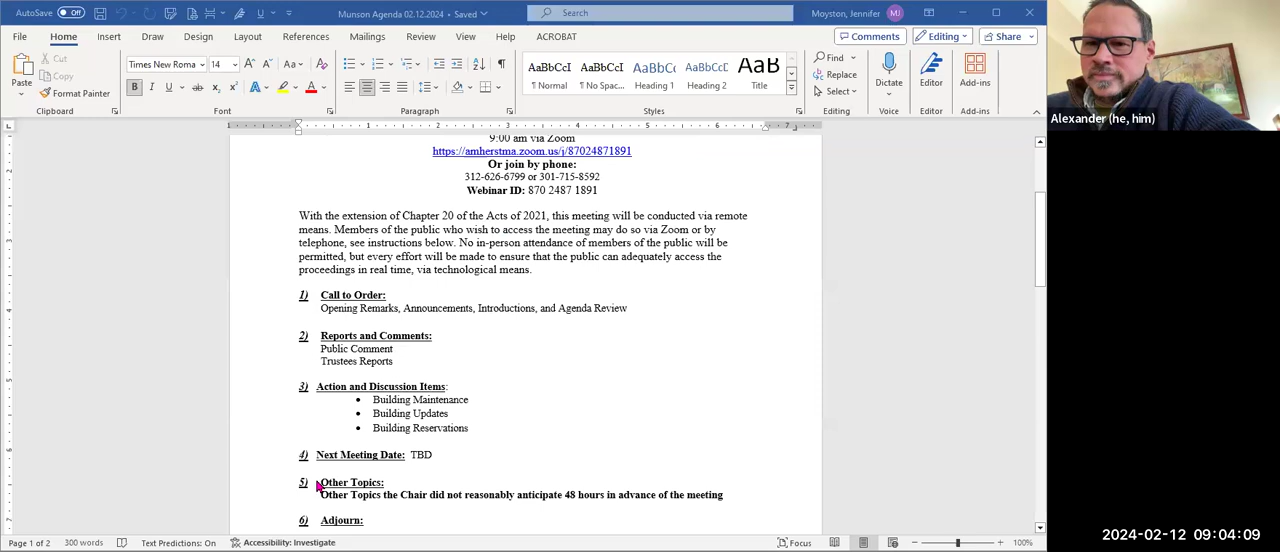 AutoSave Off Munson Agenda 02.12.2024 • Saved Search Moyston, Jennifer MJ
File Home Insert Draw Design Layout References Mailings Review View Help ACROBAT Comments Editing Share
Paste Cut Copy Format Painter Clipboard
Times New Roma 14 Aa B I U ab x₂ x² A Font
Paragraph
AaBbCcI ¶ Normal AaBbCcI ¶ No Spac... AaBbCc Heading 1 AaBbCcI Heading 2 AaB Title Styles
Find Replace Select Editing
Dictate Voice
Editor Editor
Add-ins Add-ins
Alexander (he, him)
9:00 am via Zoom
https://amherstma.zoom.us/j/87024871891
Or join by phone:
312-626-6799 or 301-715-8592
Webinar ID: 870 2487 1891
With the extension of Chapter 20 of the Acts of 2021, this meeting will be conducted via remote
means. Members of the public who wish to access the meeting may do so via Zoom or by
telephone, see instructions below. No in-person attendance of members of the public will be
permitted, but every effort will be made to ensure that the public can adequately access the
proceedings in real time, via technological means.
1) Call to Order:
Opening Remarks, Announcements, Introductions, and Agenda Review
2) Reports and Comments:
Public Comment
Trustees Reports
3) Action and Discussion Items:
• Building Maintenance
• Building Updates
• Building Reservations
4) Next Meeting Date: TBD
5) Other Topics:
Other Topics the Chair did not reasonably anticipate 48 hours in advance of the meeting
6) Adjourn:
Page 1 of 2 300 words Text Predictions: On Accessibility: Investigate Focus 100%
2024-02-12 09:04:09